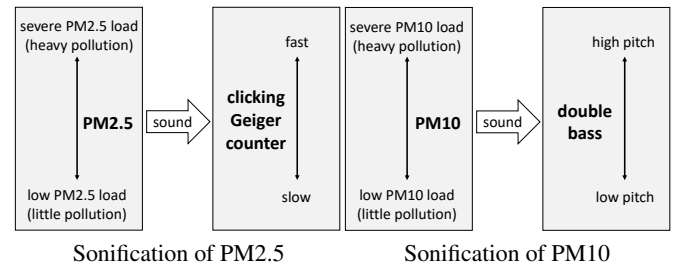 severe PM2.5 load
(heavy pollution)
PM2.5
low PM2.5 load
(little pollution)
sound
fast
clicking
Geiger
counter
slow
severe PM10 load
(heavy pollution)
PM10
low PM10 load
(little pollution)
sound
high pitch
double
bass
low pitch
Sonification of PM2.5
Sonification of PM10